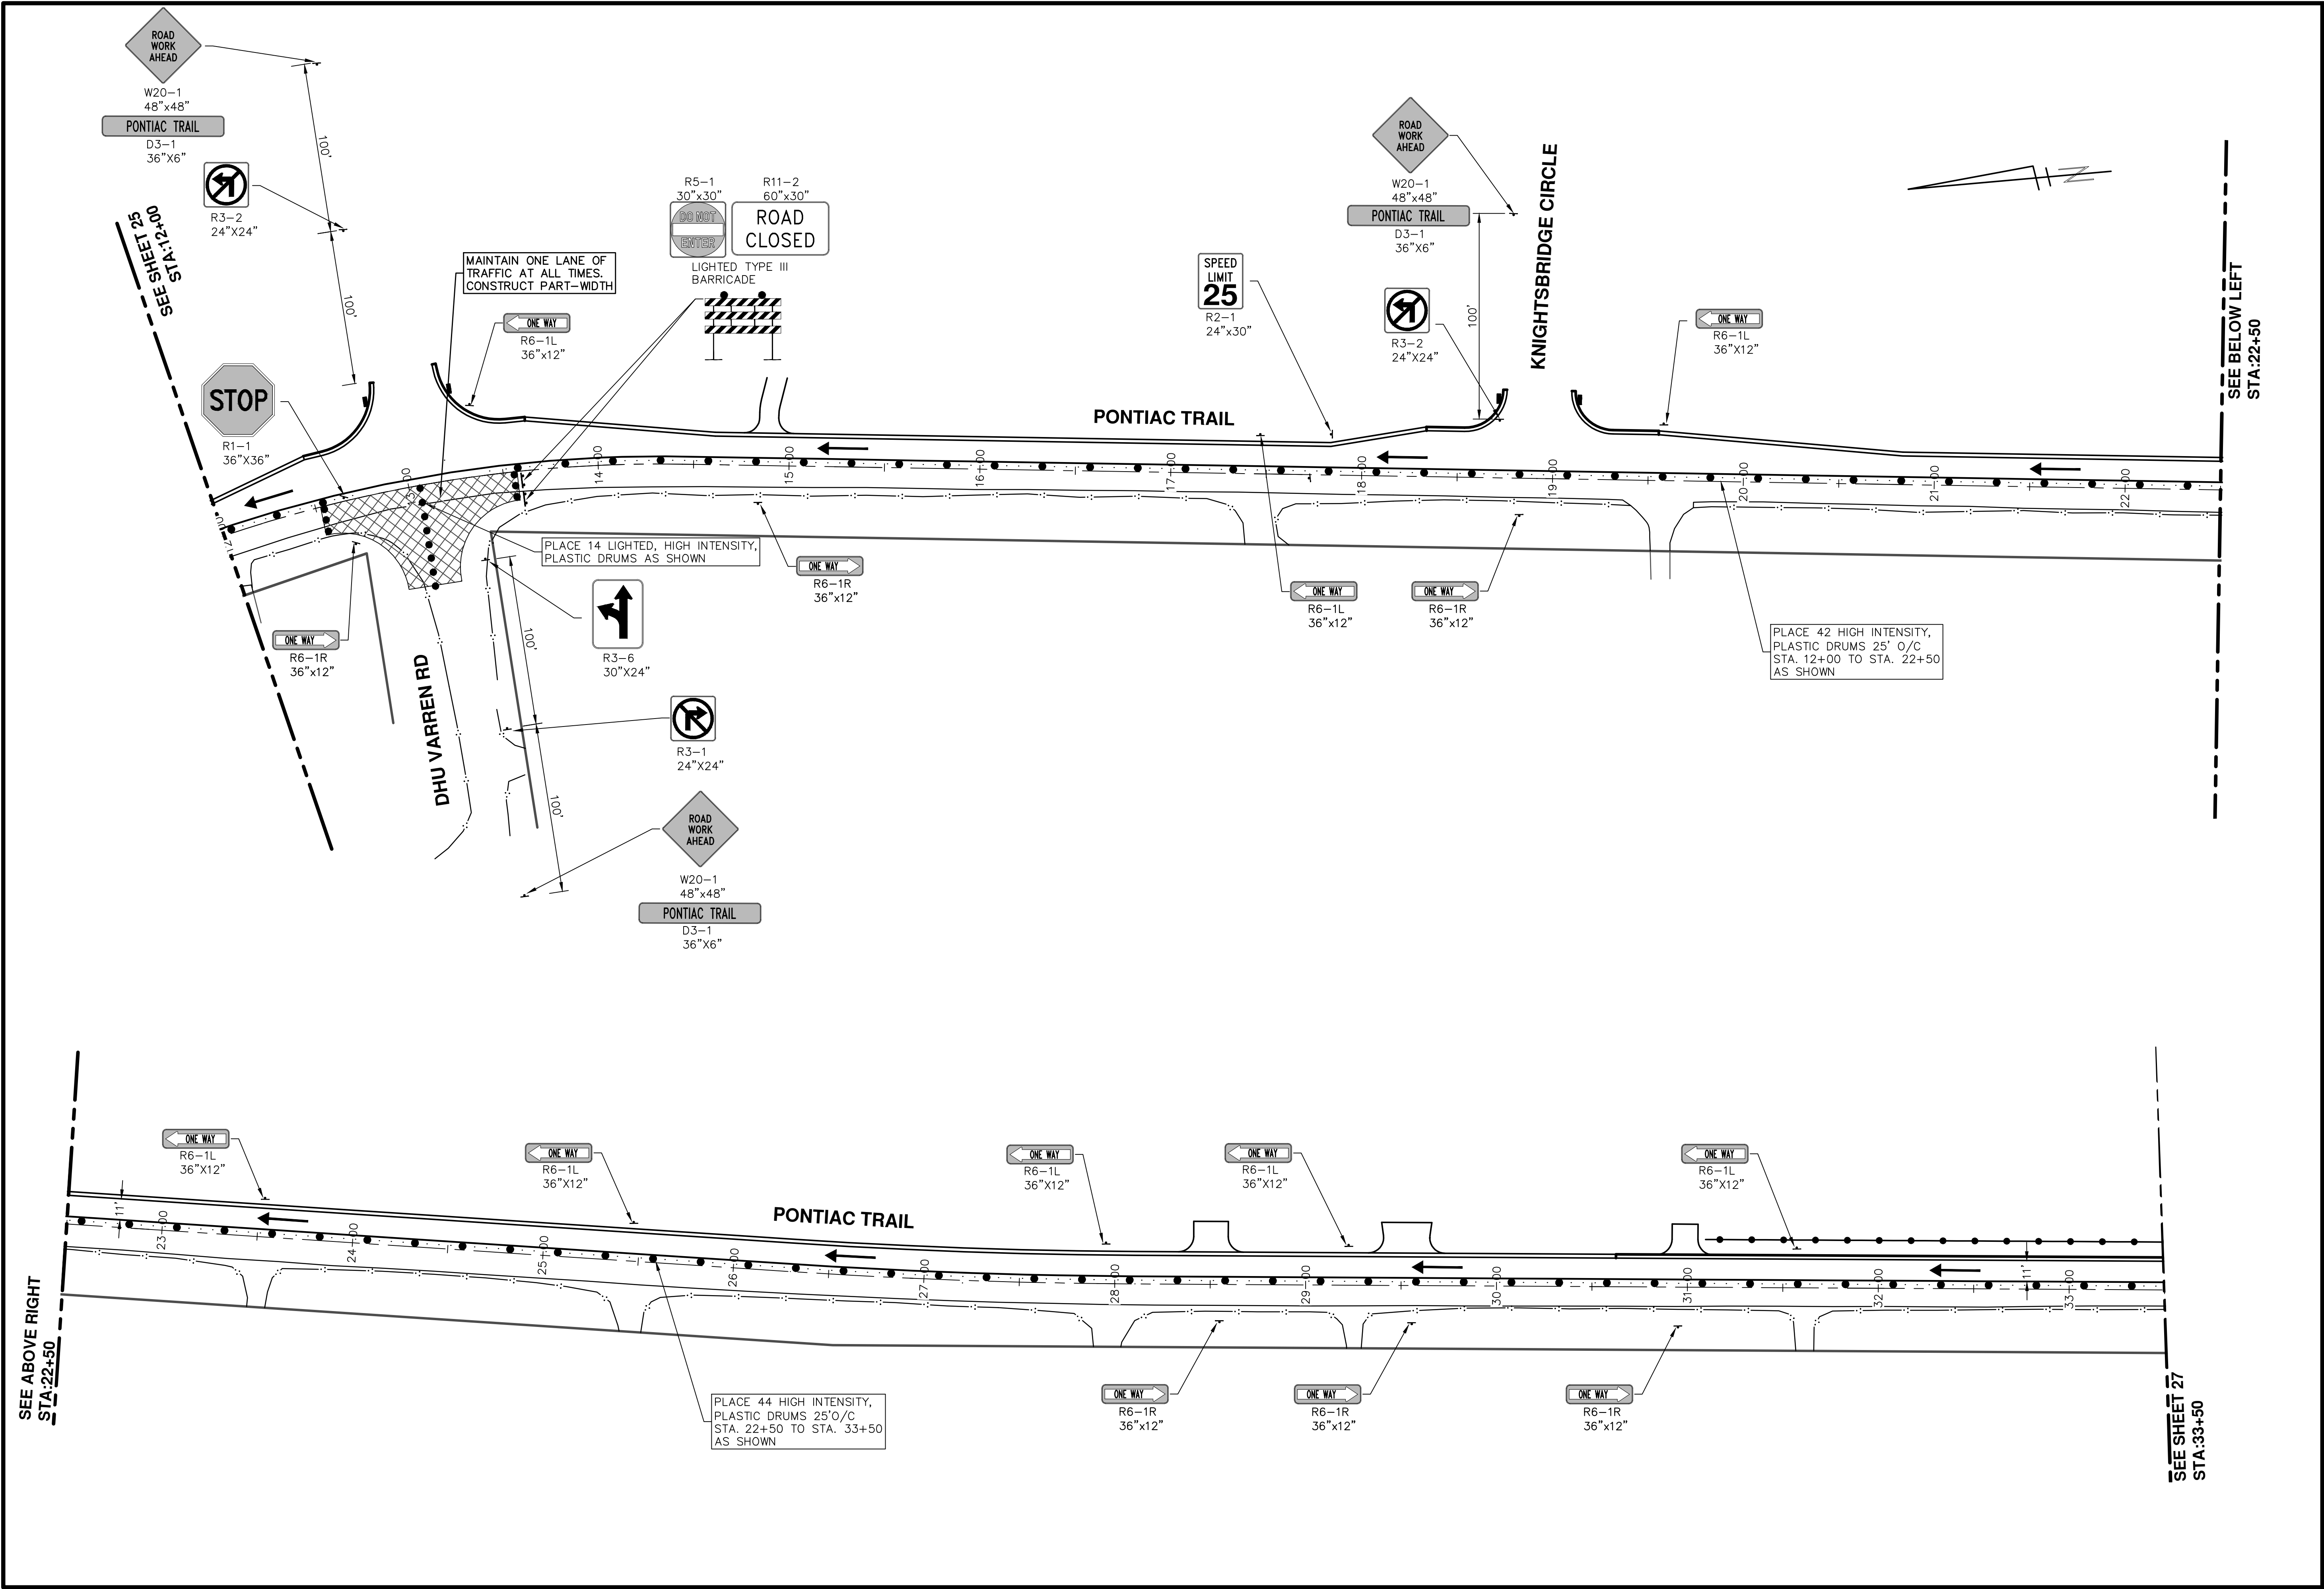 ROAD
WORK
AHEAD
W20-1
48"x48"
PONTIAC TRAIL
D3-1
36"X6"
R3-2
24"X24"
100'
100'
SEE SHEET 25
STA:12+00
STOP
R1-1
36"X36"
MAINTAIN ONE LANE OF
TRAFFIC AT ALL TIMES.
CONSTRUCT PART-WIDTH
ONE WAY
R6-1L
36"x12"
R5-1
30"x30"
DO NOT
ENTER
R11-2
60"x30"
ROAD
CLOSED
LIGHTED TYPE III
BARRICADE
SPEED
LIMIT
25
R2-1
24"x30"
ROAD
WORK
AHEAD
W20-1
48"x48"
PONTIAC TRAIL
D3-1
36"X6"
R3-2
24"X24"
100'
KNIGHTSBRIDGE CIRCLE
ONE WAY
R6-1L
36"X12"
N
SEE BELOW LEFT
STA:22+50
PONTIAC TRAIL
14+00
15+00
16+00
17+00
18+00
19+00
20+00
21+00
22+00
PLACE 14 LIGHTED, HIGH INTENSITY,
PLASTIC DRUMS AS SHOWN
ONE WAY
R6-1R
36"x12"
ONE WAY
R6-1R
36"x12"
R3-6
30"X24"
100'
ONE WAY
R6-1L
36"x12"
ONE WAY
R6-1R
36"x12"
PLACE 42 HIGH INTENSITY,
PLASTIC DRUMS 25' O/C
STA. 12+00 TO STA. 22+50
AS SHOWN
DHU VARREN RD
R3-1
24"X24"
100'
ROAD
WORK
AHEAD
W20-1
48"x48"
PONTIAC TRAIL
D3-1
36"X6"
ONE WAY
R6-1L
36"X12"
ONE WAY
R6-1L
36"X12"
ONE WAY
R6-1L
36"X12"
ONE WAY
R6-1L
36"X12"
ONE WAY
R6-1L
36"X12"
PONTIAC TRAIL
11'
23+00
24+00
25+00
26+00
27+00
28+00
29+00
30+00
31+00
32+00
33+00
11'
SEE ABOVE RIGHT
STA:22+50
PLACE 44 HIGH INTENSITY,
PLASTIC DRUMS 25'O/C
STA. 22+50 TO STA. 33+50
AS SHOWN
ONE WAY
R6-1R
36"x12"
ONE WAY
R6-1R
36"x12"
ONE WAY
R6-1R
36"x12"
SEE SHEET 27
STA:33+50